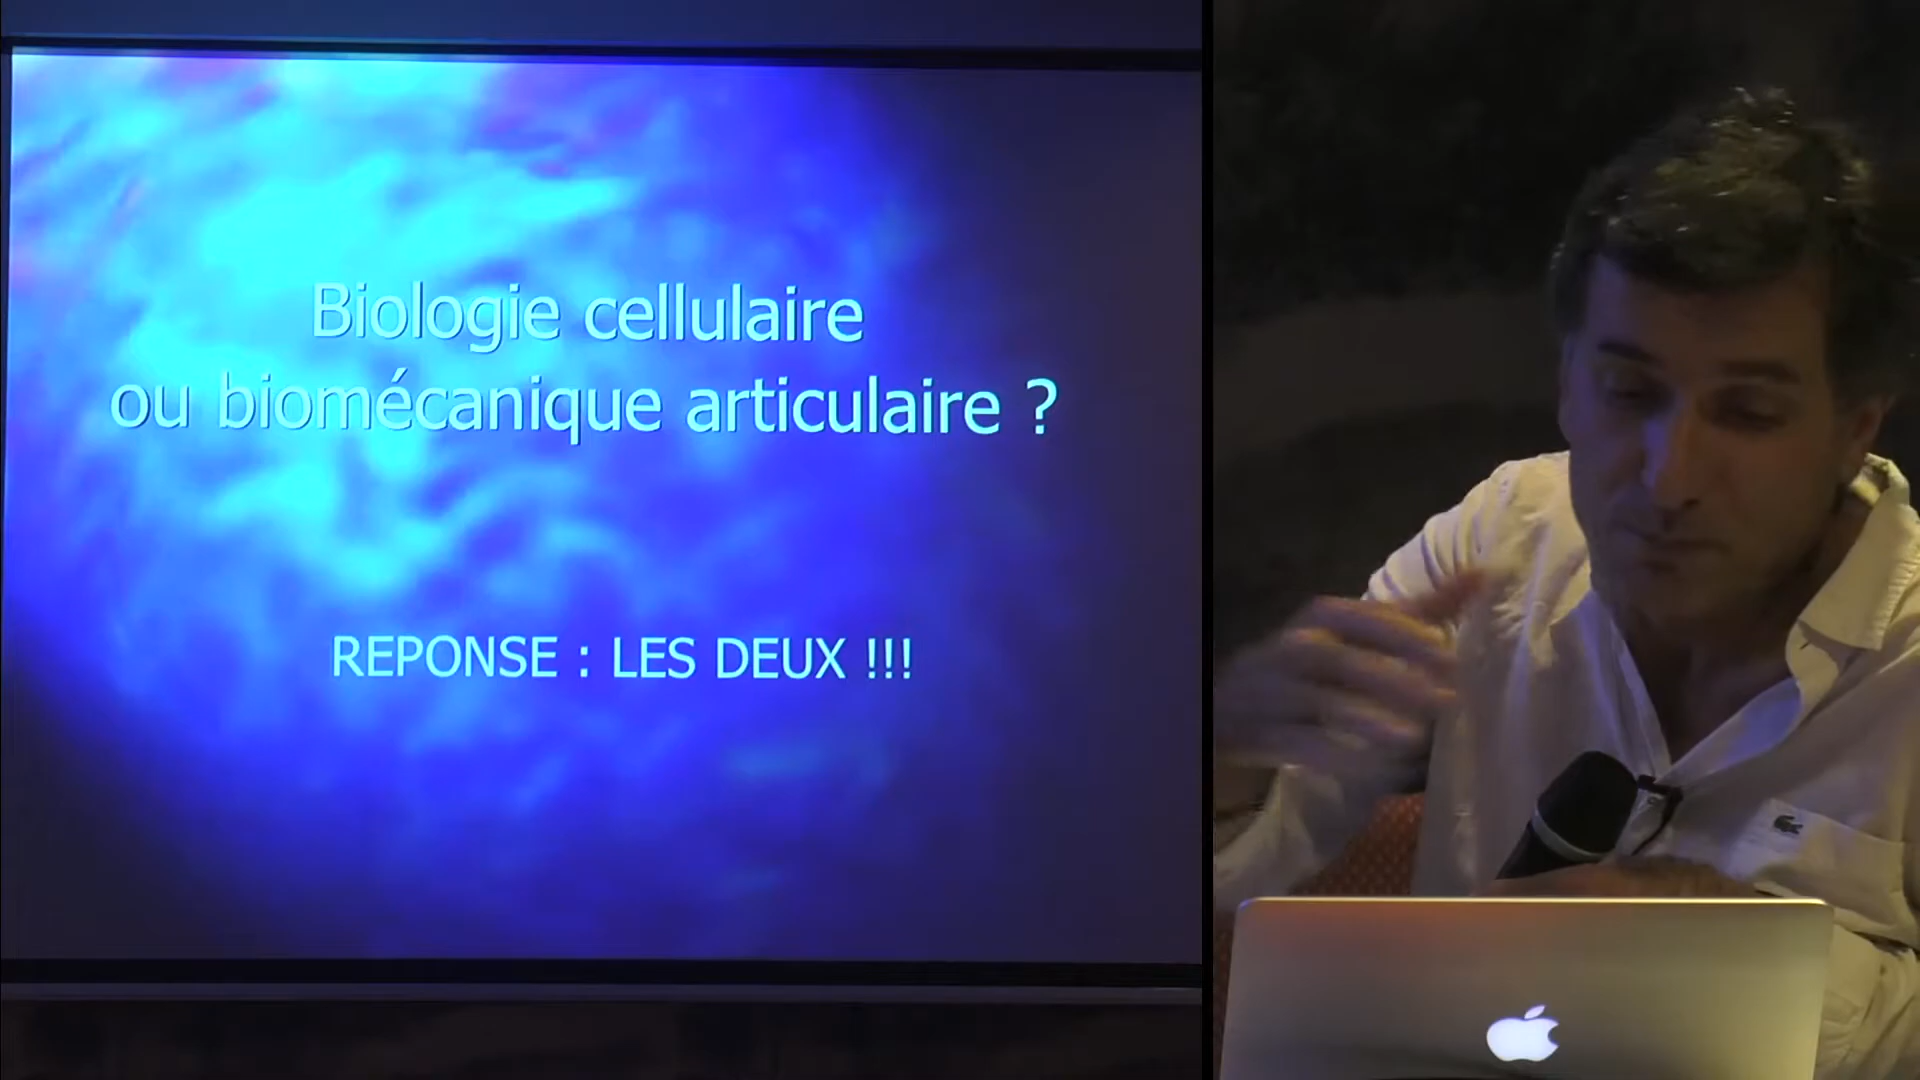 Biologie cellulaire
ou biomécanique articulaire ?
REPONSE : LES DEUX !!!